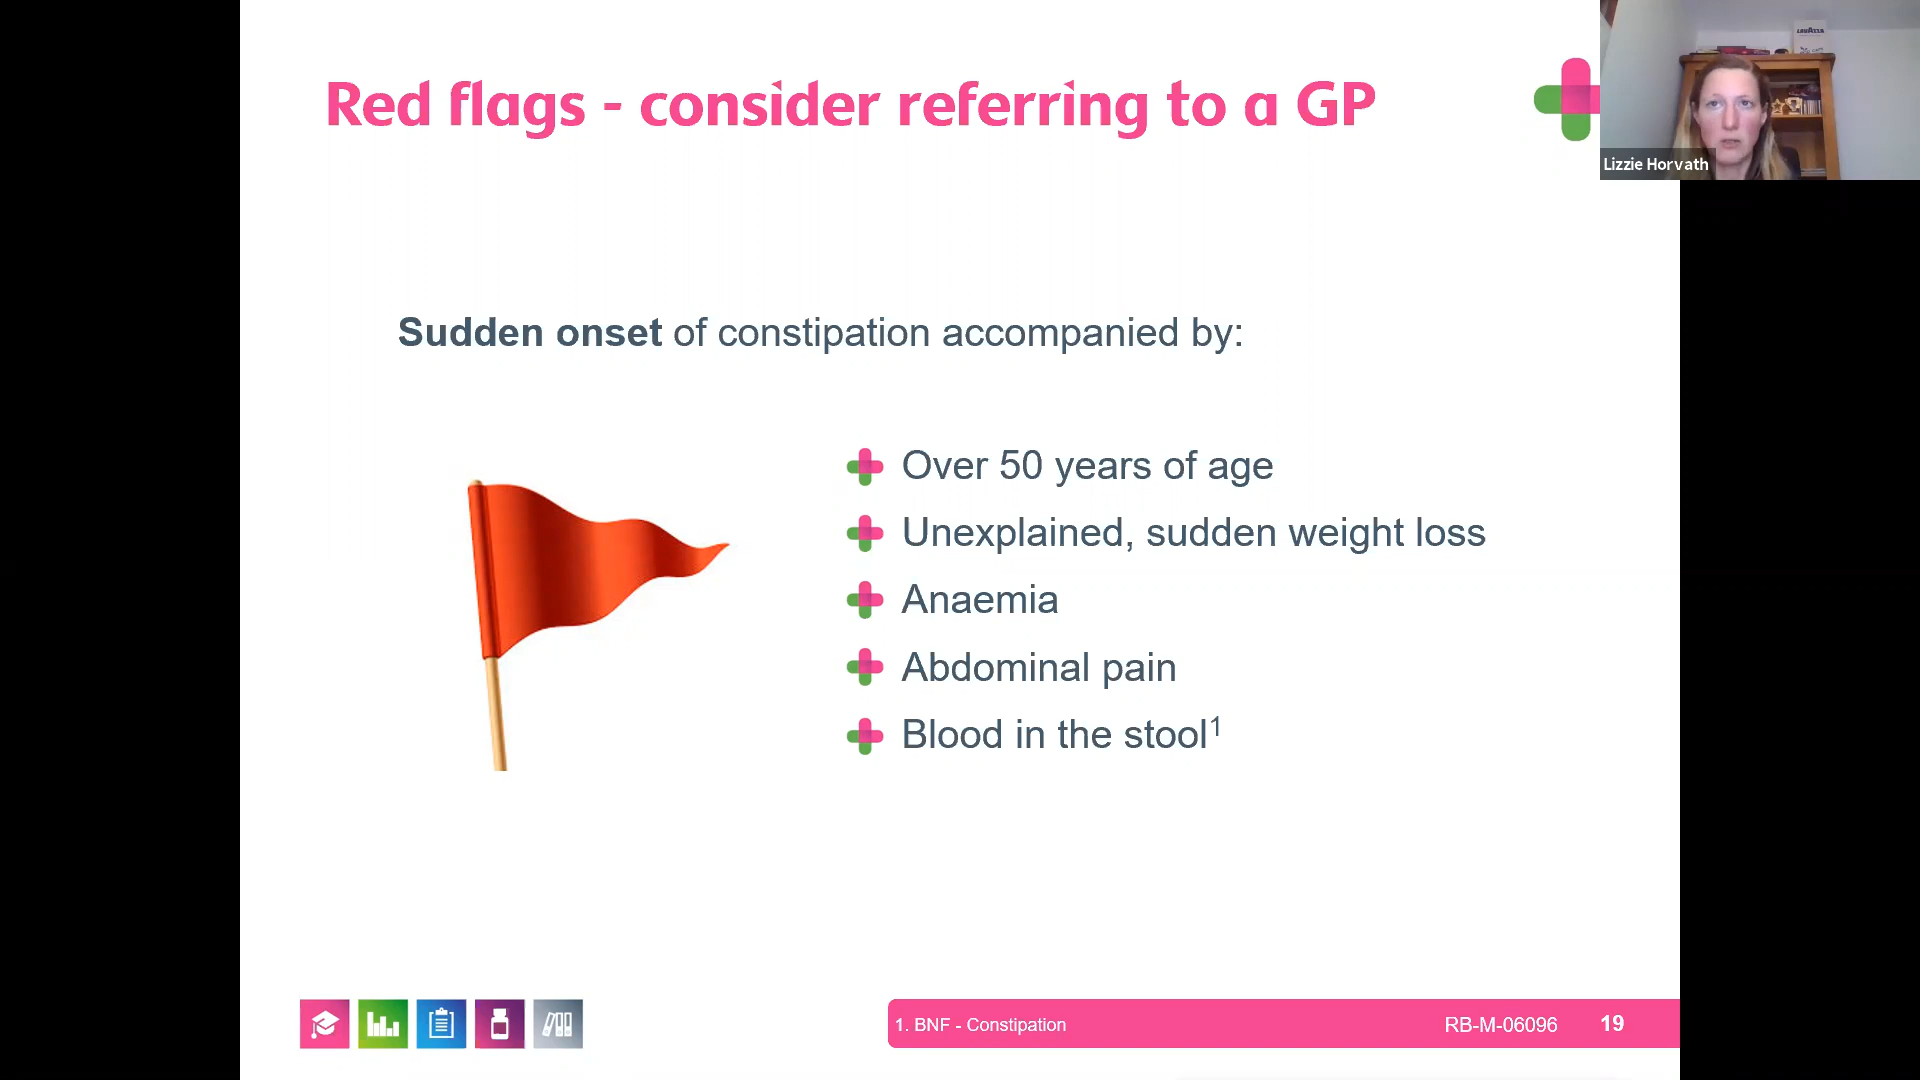 Red flags - consider referring to a GP
LAVAZZA
Lizzie Horvath
Sudden onset of constipation accompanied by:
Over 50 years of age
Unexplained, sudden weight loss
Anaemia
Abdominal pain
Blood in the stool¹
1. BNF - Constipation
RB-M-06096
19